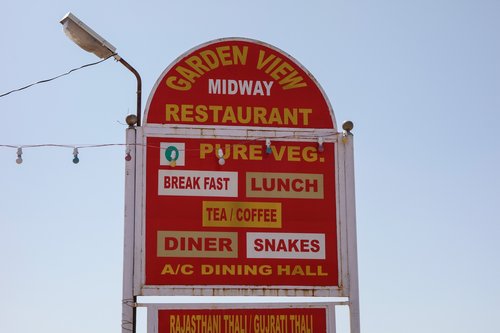 GARDEN VIEW
MIDWAY
RESTAURANT
PURE VEG.
BREAK FAST LUNCH
TEA / COFFEE
DINER SNAKES
A/C DINING HALL
RAJASTHANI THALI / GUJRATI THALI